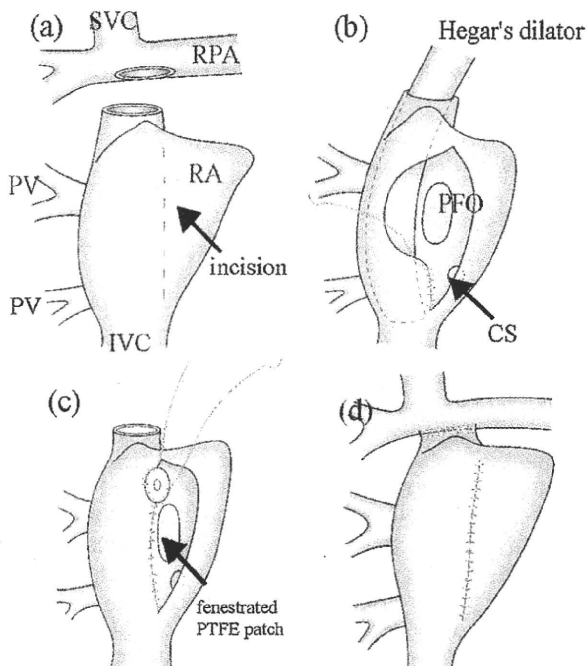 (a)
SVC
RPA
PV
RA
incision
PV
IVC
(b)
Hegar's dilator
PFO
CS
(c)
fenestrated
PTFE patch
(d)